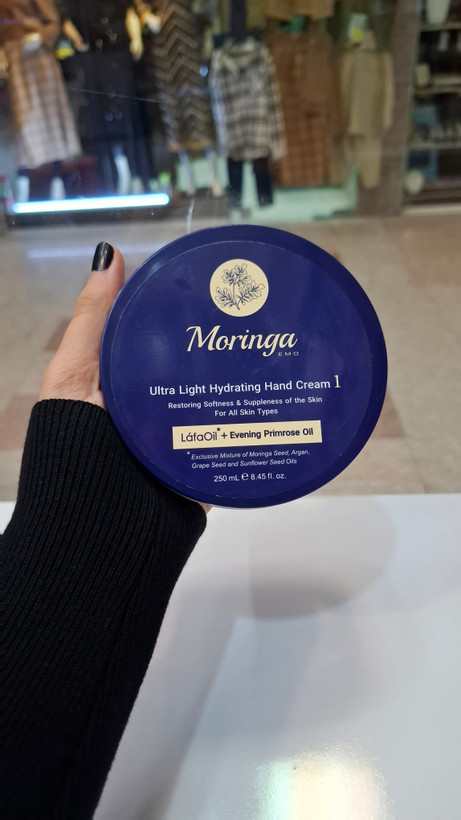 Moringa
EMO
Ultra Light Hydrating Hand Cream 1
Restoring Softness & Suppleness of the Skin
For All Skin Types
LáfaOil* + Evening Primrose Oil
* Exclusive Mixture of Moringa Seed, Argan,
Grape Seed and Sunflower Seed Oils
250 mL ℮ 8.45 fl. oz.